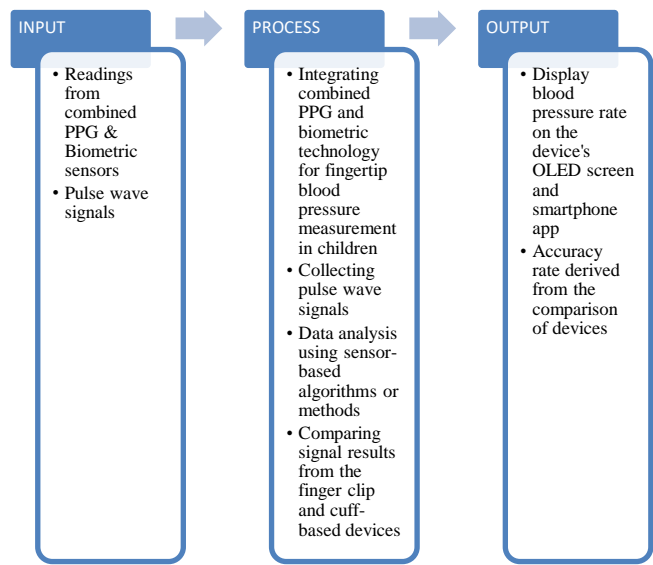 INPUT
• Readings
from
combined
PPG &
Biometric
sensors
• Pulse wave
signals
PROCESS
• Integrating
combined
PPG and
biometric
technology
for fingertip
blood
pressure
measurement
in children
• Collecting
pulse wave
signals
• Data analysis
using sensor-
based
algorithms or
methods
• Comparing
signal results
from the
finger clip
and cuff-
based devices
OUTPUT
• Display
blood
pressure rate
on the
device's
OLED screen
and
smartphone
app
• Accuracy
rate derived
from the
comparison
of devices